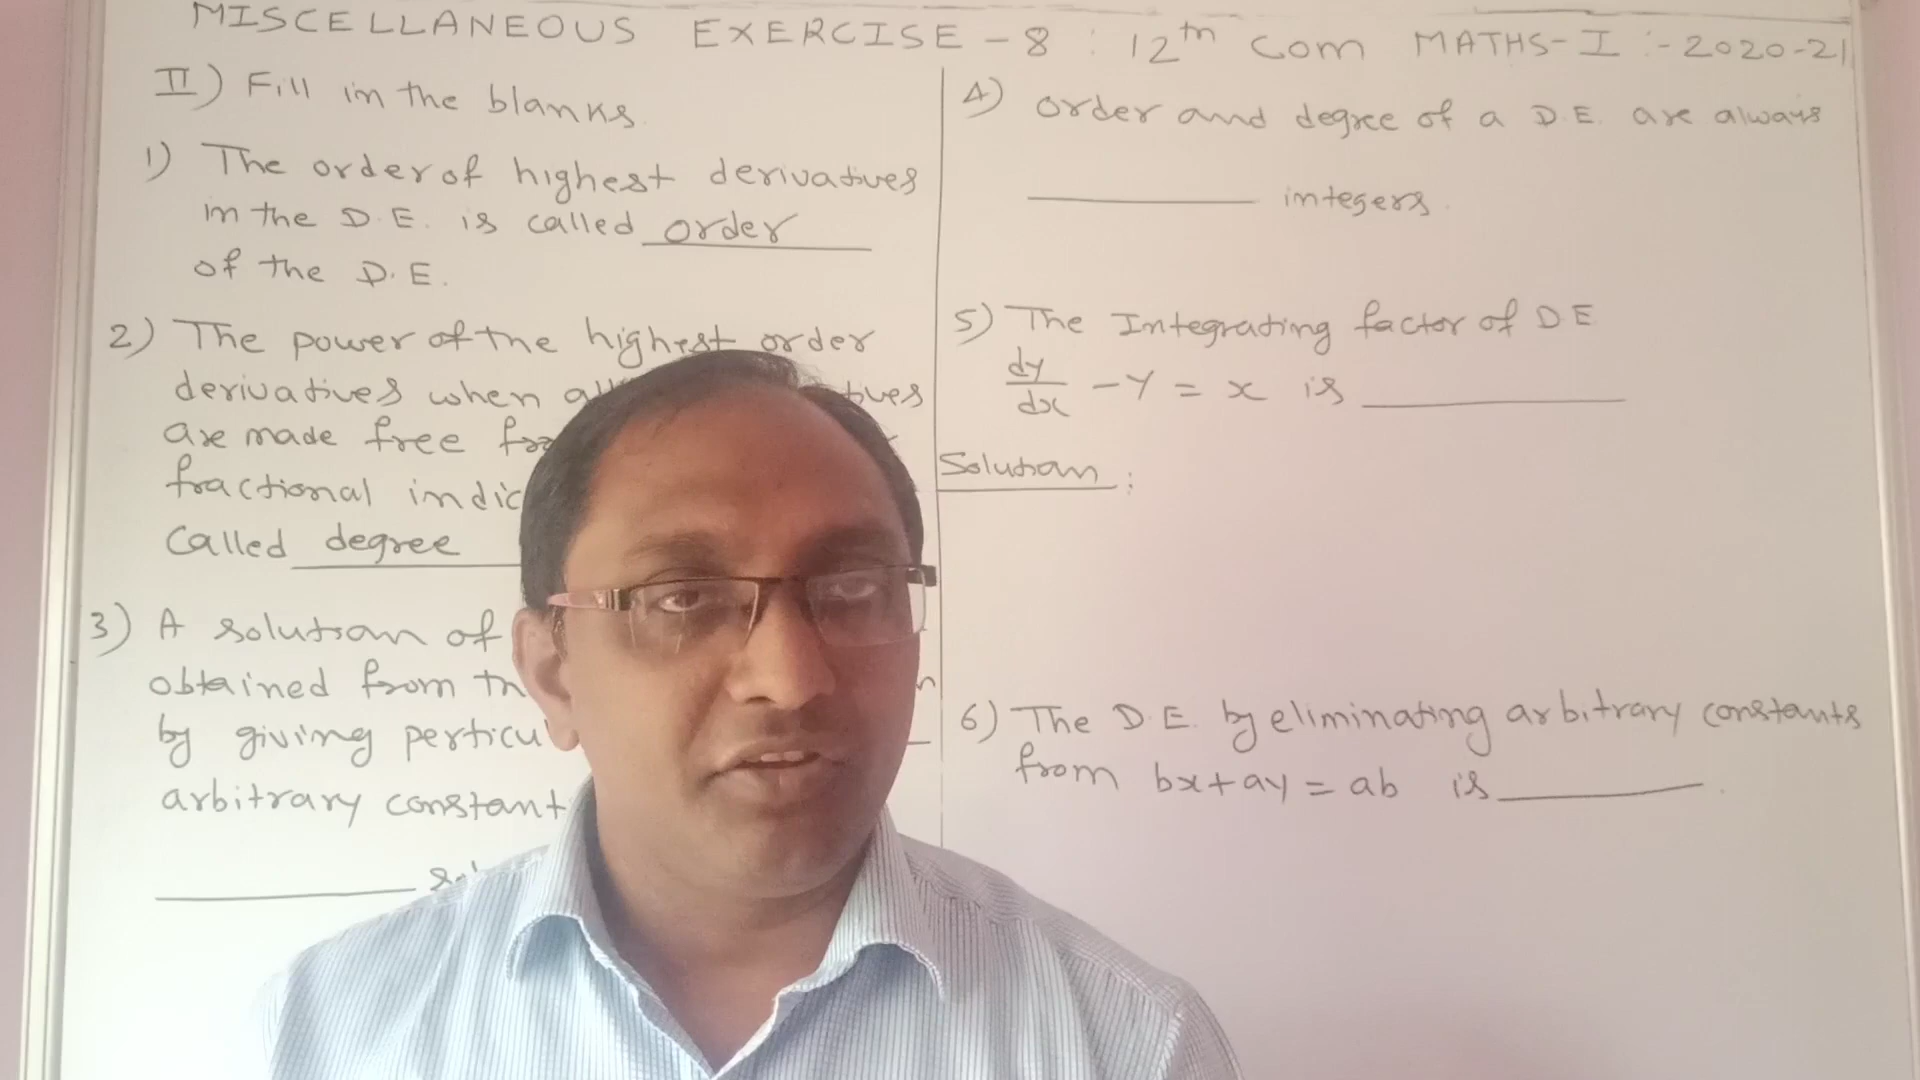 MISCELLANEOUS EXERCISE - 8 : 12th Com MATHS-I :- 2020-21
II) Fill in the blanks.
1) The order of highest derivatives
in the D.E. is called order
of the D.E.
2) The power of the highest order
derivatives when
are made free
fractional
called degree
3) A solution of
obtained from
by giving
arbitrary constant
4) order and degree of a D.E. are always
integers.
5) The Integrating factor of DE
dy/dx - y = x is
Solution :
6) The D.E. by eliminating arbitrary constants
from bx + ay = ab is